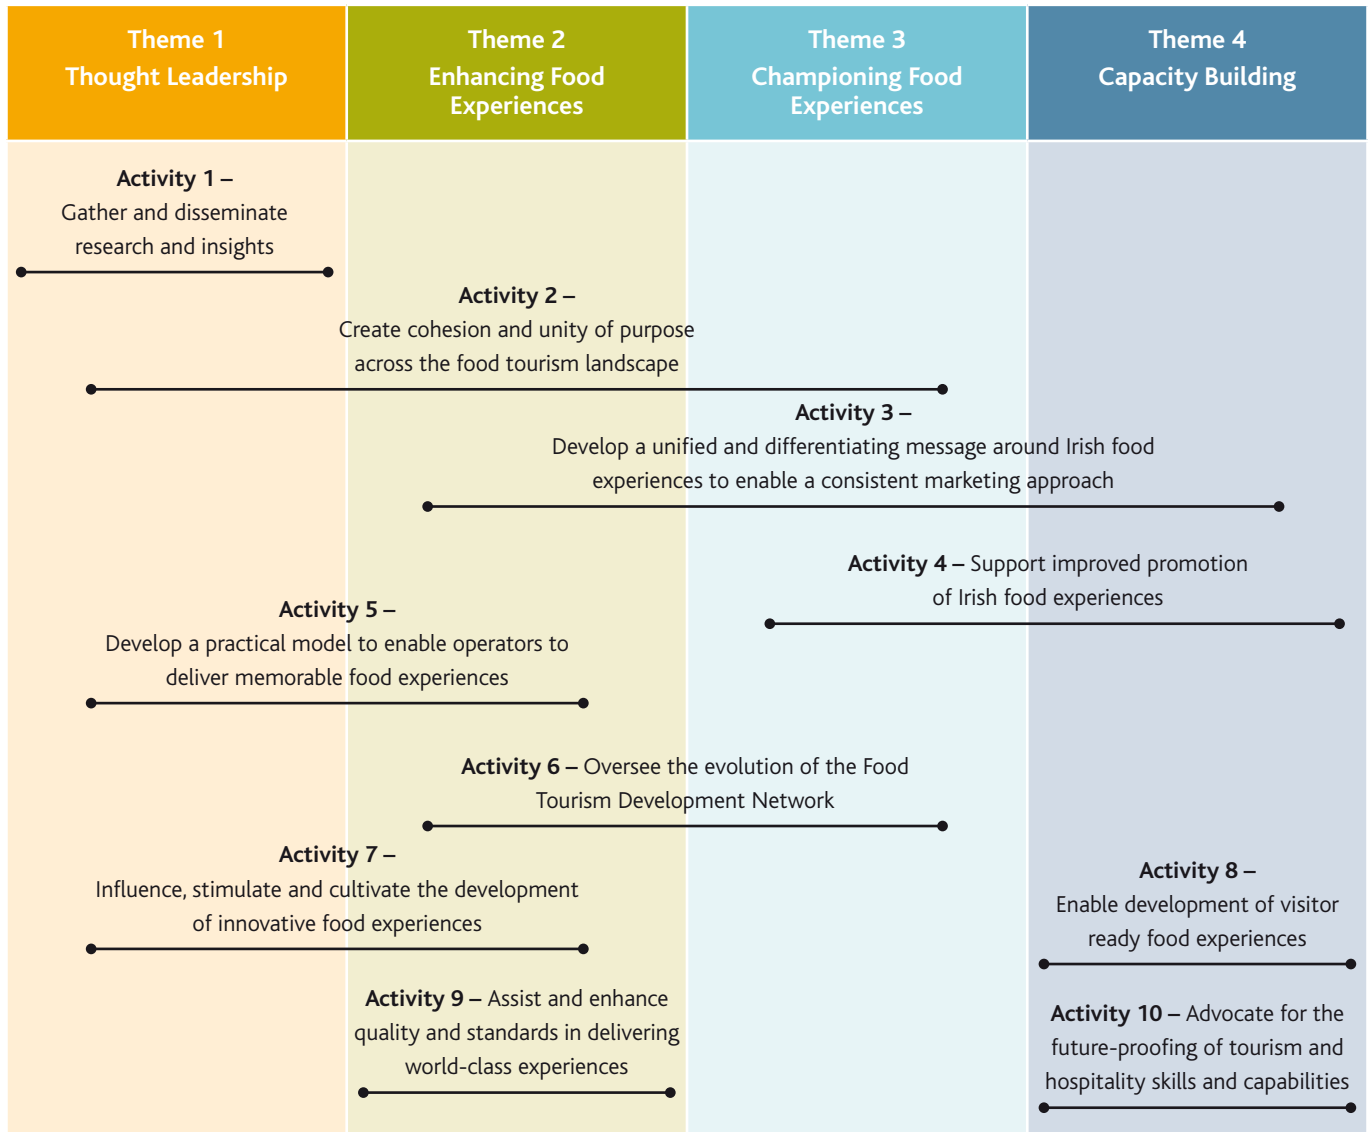 Theme 1
Thought Leadership
Theme 2
Enhancing Food
Experiences
Theme 3
Championing Food
Experiences
Theme 4
Capacity Building
Activity 1 –
Gather and disseminate
research and insights
Activity 2 –
Create cohesion and unity of purpose
across the food tourism landscape
Activity 3 –
Develop a unified and differentiating message around Irish food
experiences to enable a consistent marketing approach
Activity 4 – Support improved promotion
of Irish food experiences
Activity 5 –
Develop a practical model to enable operators to
deliver memorable food experiences
Activity 6 – Oversee the evolution of the Food
Tourism Development Network
Activity 7 –
Influence, stimulate and cultivate the development
of innovative food experiences
Activity 8 –
Enable development of visitor
ready food experiences
Activity 9 – Assist and enhance
quality and standards in delivering
world-class experiences
Activity 10 – Advocate for the
future-proofing of tourism and
hospitality skills and capabilities